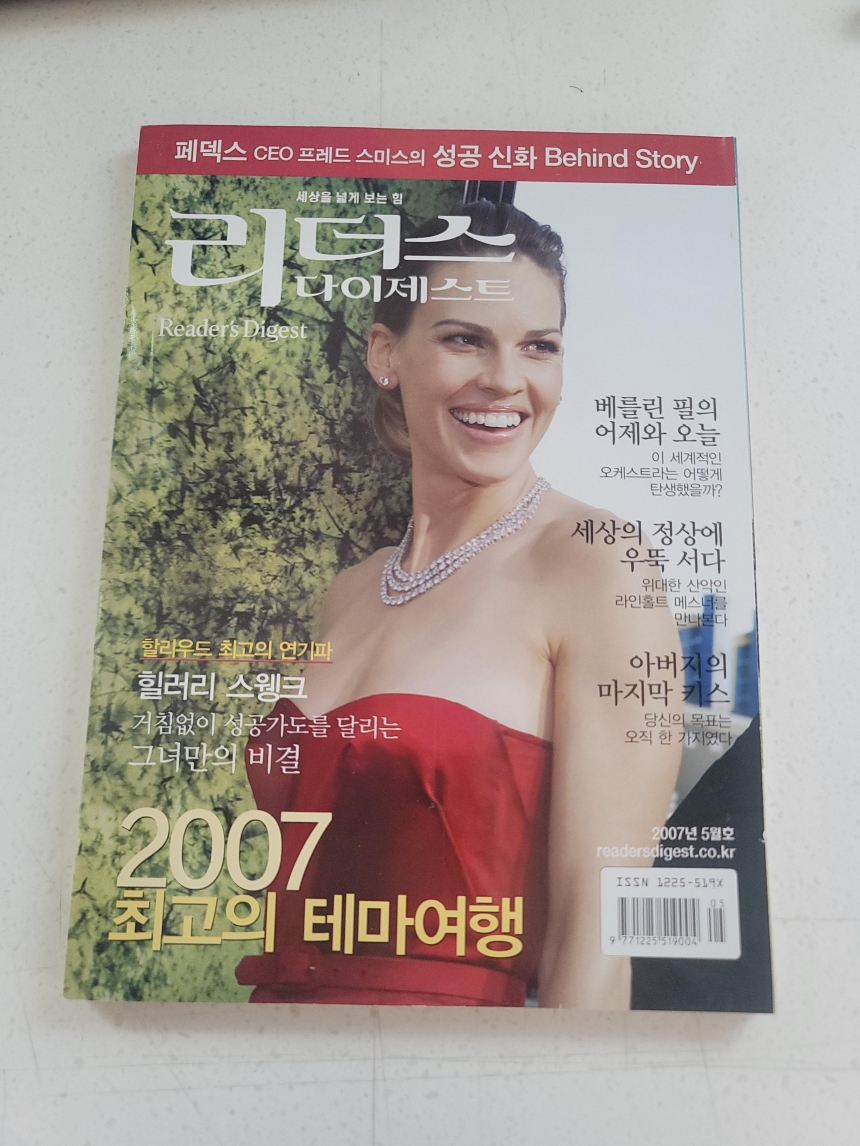 페덱스 CEO 프레드 스미스의 성공 신화 Behind Story
세상을 넓게 보는 힘
리더스
다이제스트
Reader's Digest
베를린 필의
어제와 오늘
이 세계적인
오케스트라는 어떻게
탄생했을까?
세상의 정상에
우뚝 서다
위대한 산악인
라인홀트 메스너를
만나본다
아버지의
마지막 키스
당신의 목표는
오직 한 가지였다
할리우드 최고의 연기파
힐러리 스웽크
거침없이 성공가도를 달리는
그녀만의 비결
2007
최고의 테마여행
2007년 5월호
readersdigest.co.kr
ISSN 1225-519X
05
9 771225 519004